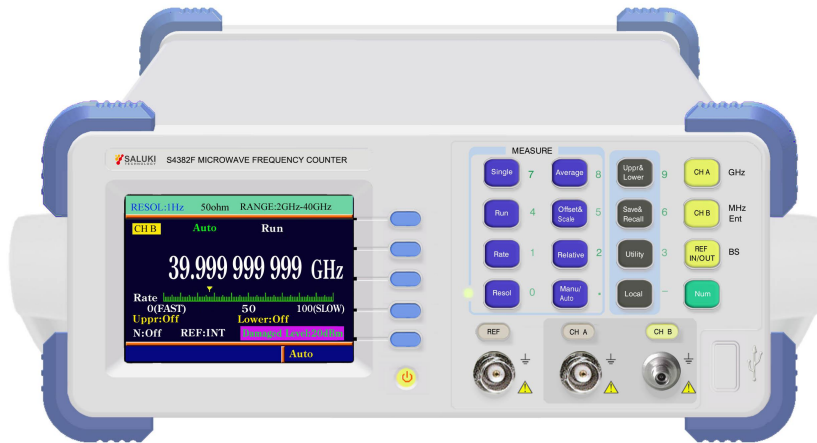 SALUKI
TECHNOLOGY
S4382F MICROWAVE FREQUENCY COUNTER
RESOL:1Hz 50ohm RANGE:2GHz-40GHz
CH B Auto Run
39.999 999 999 GHz
Rate
0(FAST) 50 100(SLOW)
Uppr:Off Lower:Off
N:Off REF:INT Damaged Level:20dBm
Auto
MEASURE
Single 7 Average 8 Uppr& Lower 9 CH A GHz
Run 4 Offset& Scale 5 Save& Recall 6 CH B MHz Ent
Rate 1 Relative 2 Utility 3 REF IN/OUT BS
Resol 0 Manu/ Auto . Local − Num
REF CH A CH B